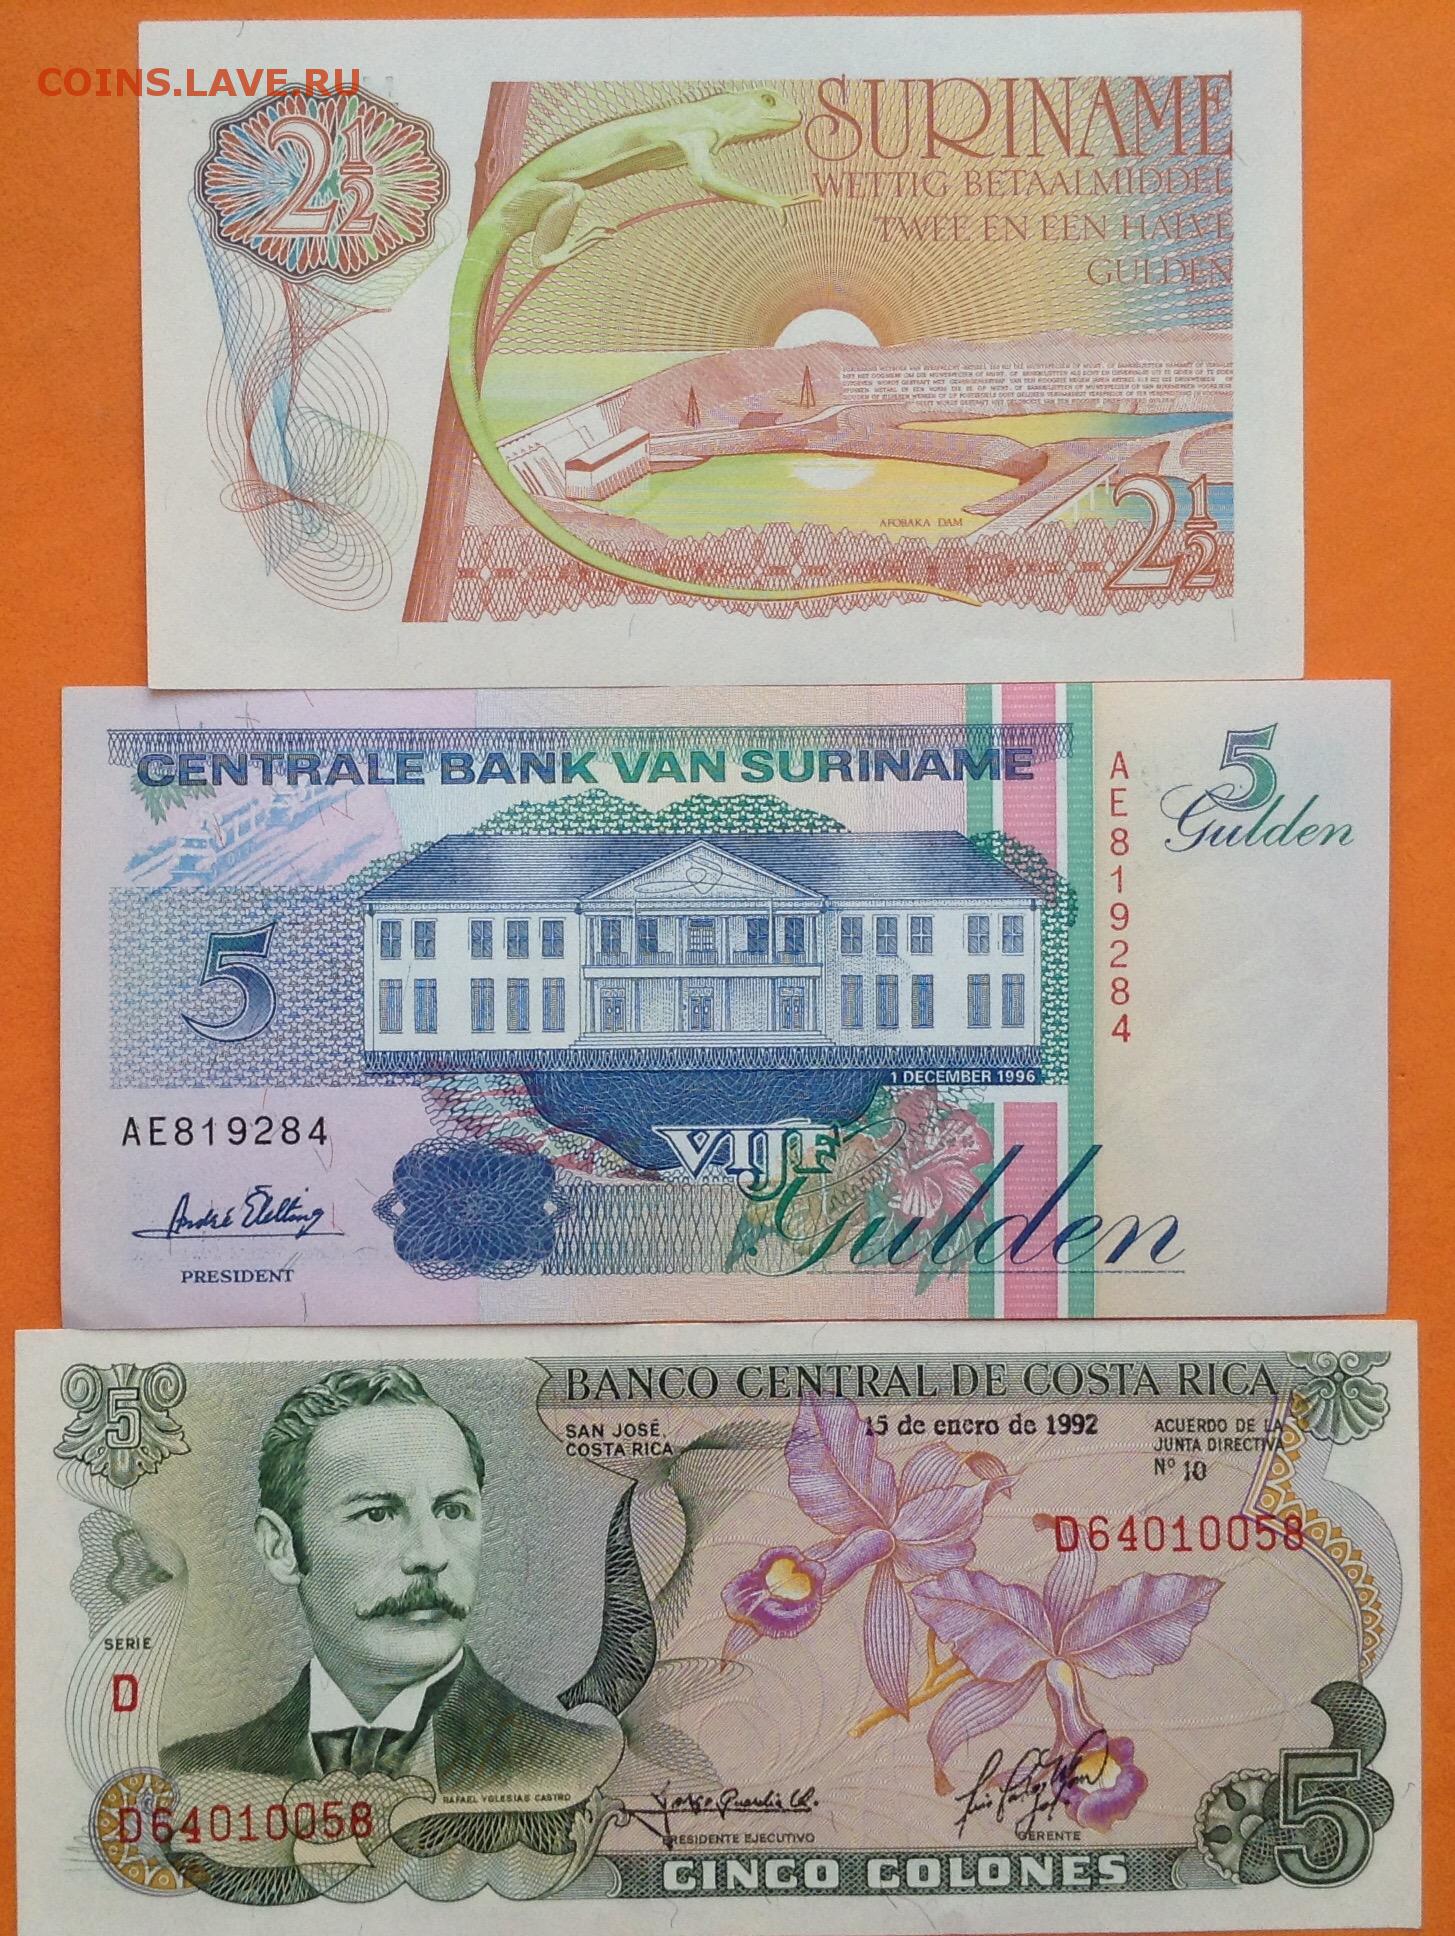 COINS.LAVE.RU
2½
SURINAME
WETTIG BETAALMIDDEL
TWEE EN EEN HALVE
GULDEN
AFOBAKA DAM
2½
CENTRALE BANK VAN SURINAME
5
Gulden
AE819284
5
1 DECEMBER 1996
AE819284
VIJF
Gulden
André Telting
PRESIDENT
5
BANCO CENTRAL DE COSTA RICA
SAN JOSÉ,
COSTA RICA
15 de enero de 1992
ACUERDO DE LA
JUNTA DIRECTIVA
Nº 10
D64010058
SERIE
D
RAFAEL YGLESIAS CASTRO
D64010058
PRESIDENTE EJECUTIVO
GERENTE
CINCO COLONES
5